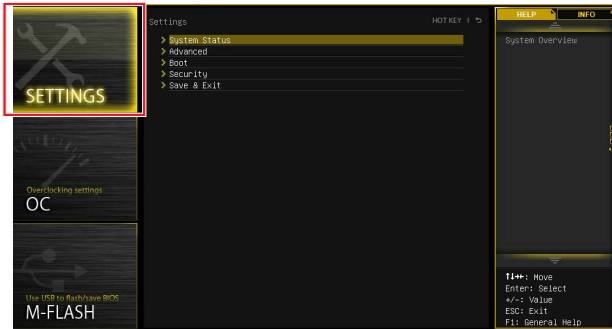 SETTINGS
Overclocking settings
OC
Use USB to flash/save BIOS
M-FLASH
Settings
HOT KEY |
> System Status
> Advanced
> Boot
> Security
> Save & Exit
HELP
INFO
System Overview
↑↓→←: Move
Enter: Select
+/-: Value
ESC: Exit
F1: General Help